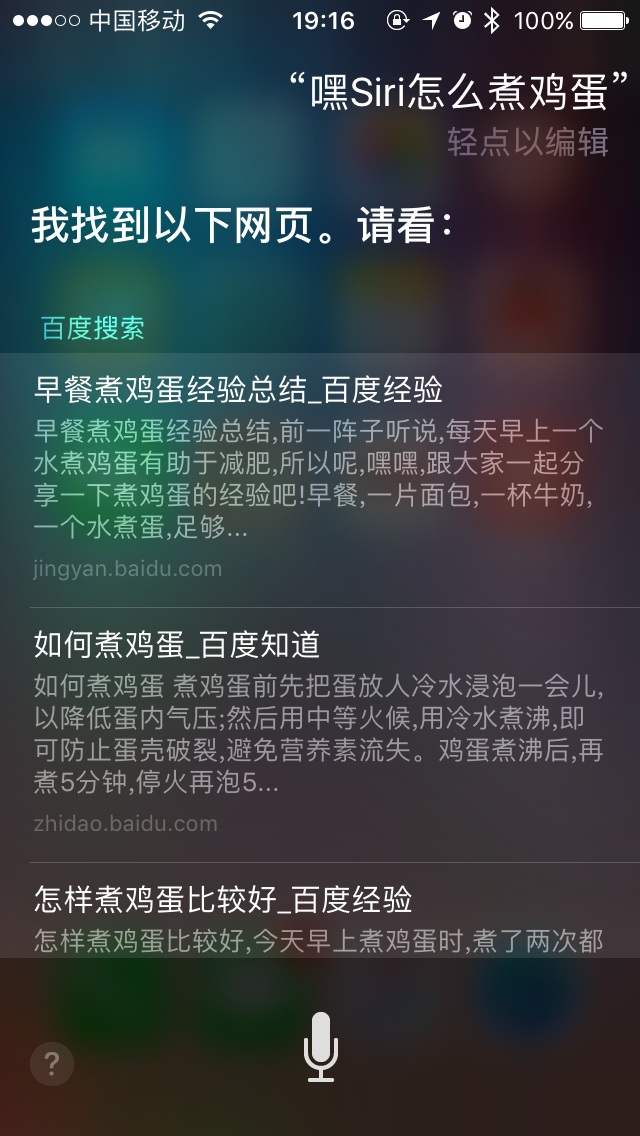 中国移动 19:16 100%
“嘿Siri怎么煮鸡蛋”
轻点以编辑
我找到以下网页。请看：
百度搜索
早餐煮鸡蛋经验总结_百度经验
早餐煮鸡蛋经验总结,前一阵子听说,每天早上一个
水煮鸡蛋有助于减肥,所以呢,嘿嘿,跟大家一起分
享一下煮鸡蛋的经验吧!早餐,一片面包,一杯牛奶,
一个水煮蛋,足够...
jingyan.baidu.com
如何煮鸡蛋_百度知道
如何煮鸡蛋 煮鸡蛋前先把蛋放人冷水浸泡一会儿,
以降低蛋内气压;然后用中等火候,用冷水煮沸,即
可防止蛋壳破裂,避免营养素流失。鸡蛋煮沸后,再
煮5分钟,停火再泡5...
zhidao.baidu.com
怎样煮鸡蛋比较好_百度经验
怎样煮鸡蛋比较好,今天早上煮鸡蛋时,煮了两次都
?